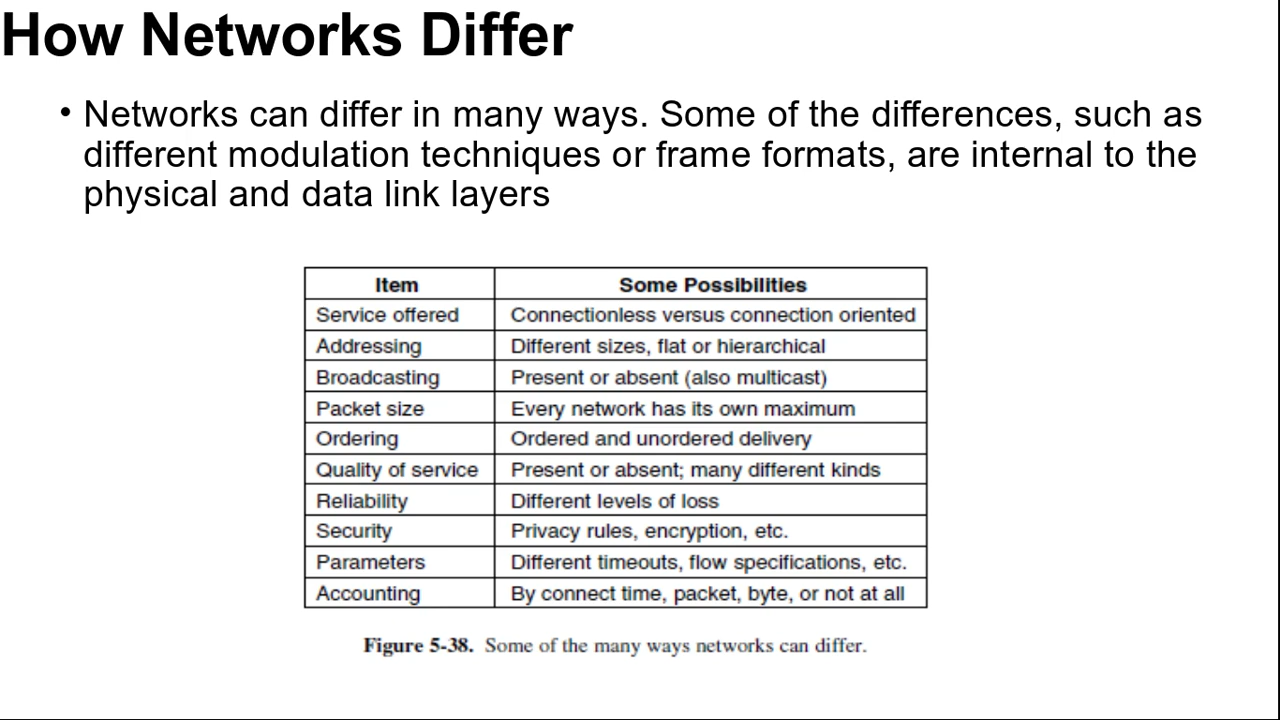 How Networks Differ
• Networks can differ in many ways. Some of the differences, such as
different modulation techniques or frame formats, are internal to the
physical and data link layers
Item Some Possibilities
Service offered Connectionless versus connection oriented
Addressing Different sizes, flat or hierarchical
Broadcasting Present or absent (also multicast)
Packet size Every network has its own maximum
Ordering Ordered and unordered delivery
Quality of service Present or absent; many different kinds
Reliability Different levels of loss
Security Privacy rules, encryption, etc.
Parameters Different timeouts, flow specifications, etc.
Accounting By connect time, packet, byte, or not at all
Figure 5-38. Some of the many ways networks can differ.